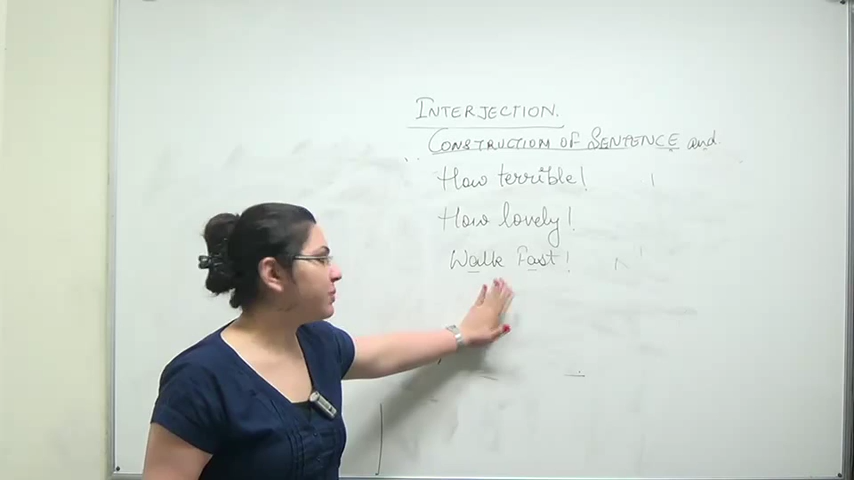 INTERJECTION.
CONSTRUCTION OF SENTENCE and
How terrible!
How lovely!
Walk Fast!